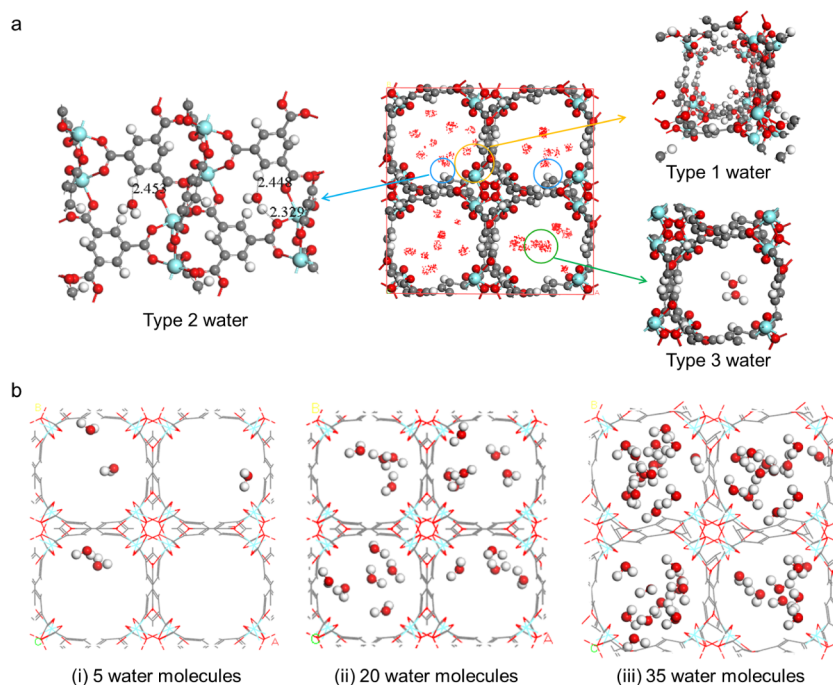 a
2.453
2.448
2.329
Type 2 water
Type 1 water
Type 3 water
b
B
(i) 5 water molecules
A
(ii) 20 water molecules
(iii) 35 water molecules